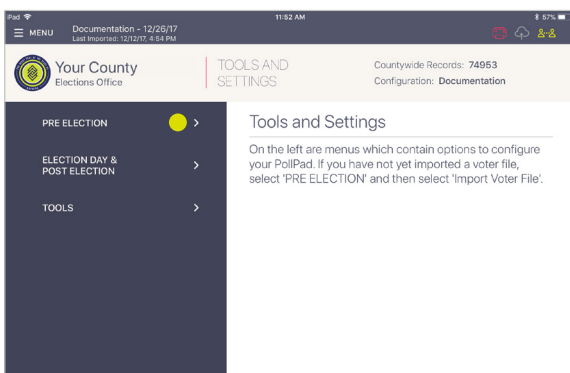 iPad
11:52 AM
57%
MENU
Documentation - 12/26/17
Last Imported: 12/12/17, 4:54 PM
Your County
Elections Office
TOOLS AND
SETTINGS
Countywide Records: 74953
Configuration: Documentation
PRE ELECTION
ELECTION DAY &
POST ELECTION
TOOLS
Tools and Settings
On the left are menus which contain options to configure
your PollPad. If you have not yet imported a voter file,
select 'PRE ELECTION' and then select 'Import Voter File'.